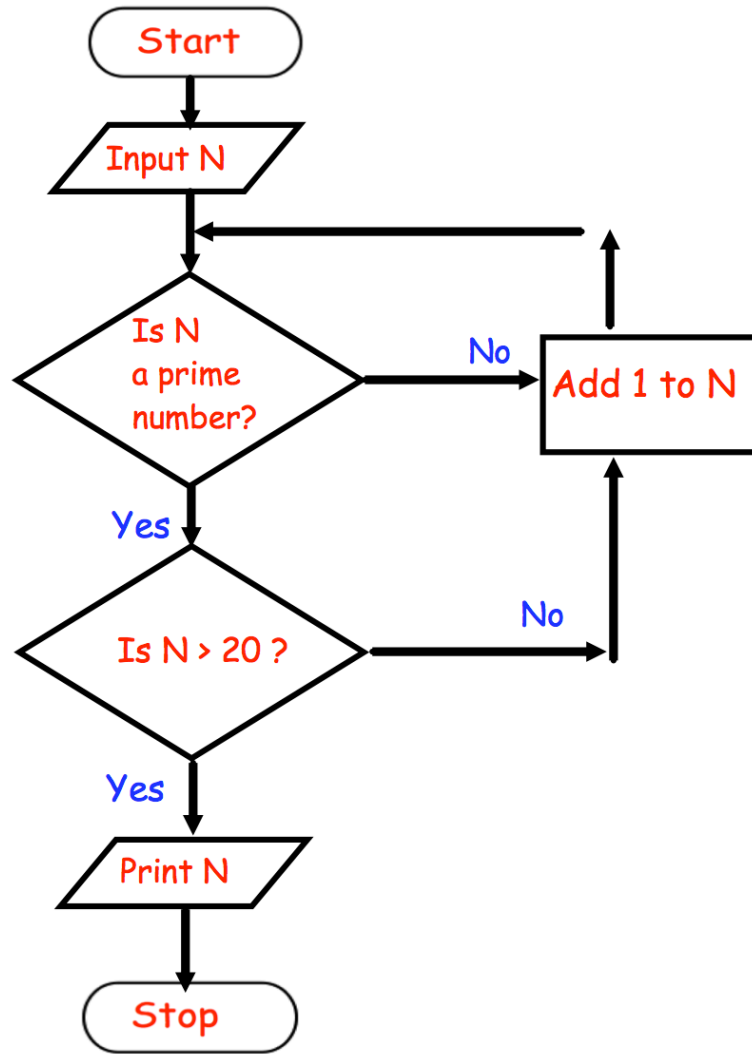 Start
Input N
Is N
a prime
number?
No
Add 1 to N
Yes
Is N > 20 ?
No
Yes
Print N
Stop